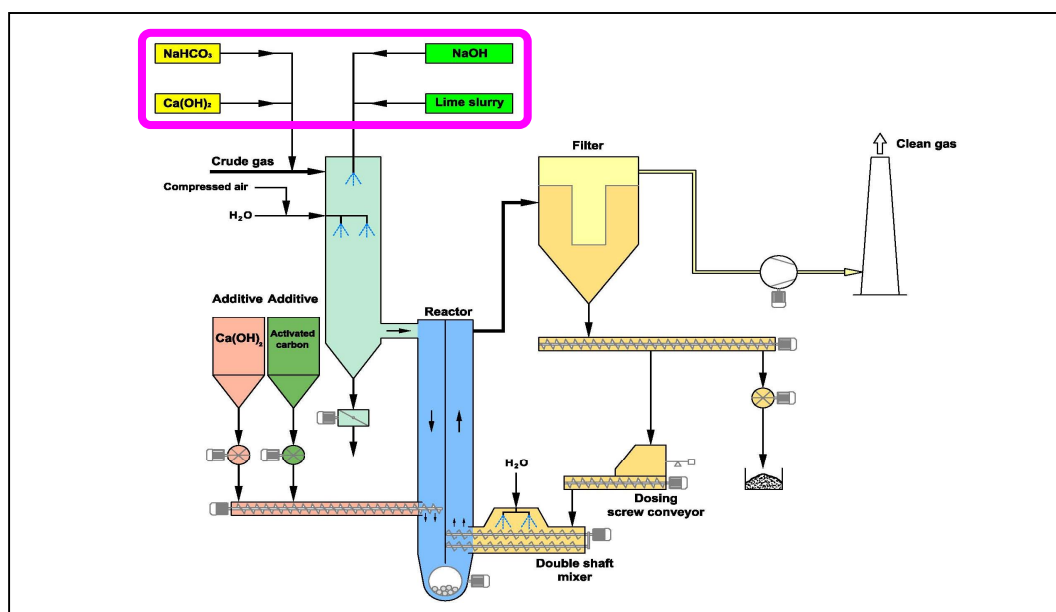 NaHCO₃
NaOH
Ca(OH)₂
Lime slurry
Crude gas
Compressed air
H₂O
Filter
Clean gas
Additive
Additive
Ca(OH)₂
Activated
carbon
Reactor
H₂O
Dosing
screw conveyor
Double shaft
mixer